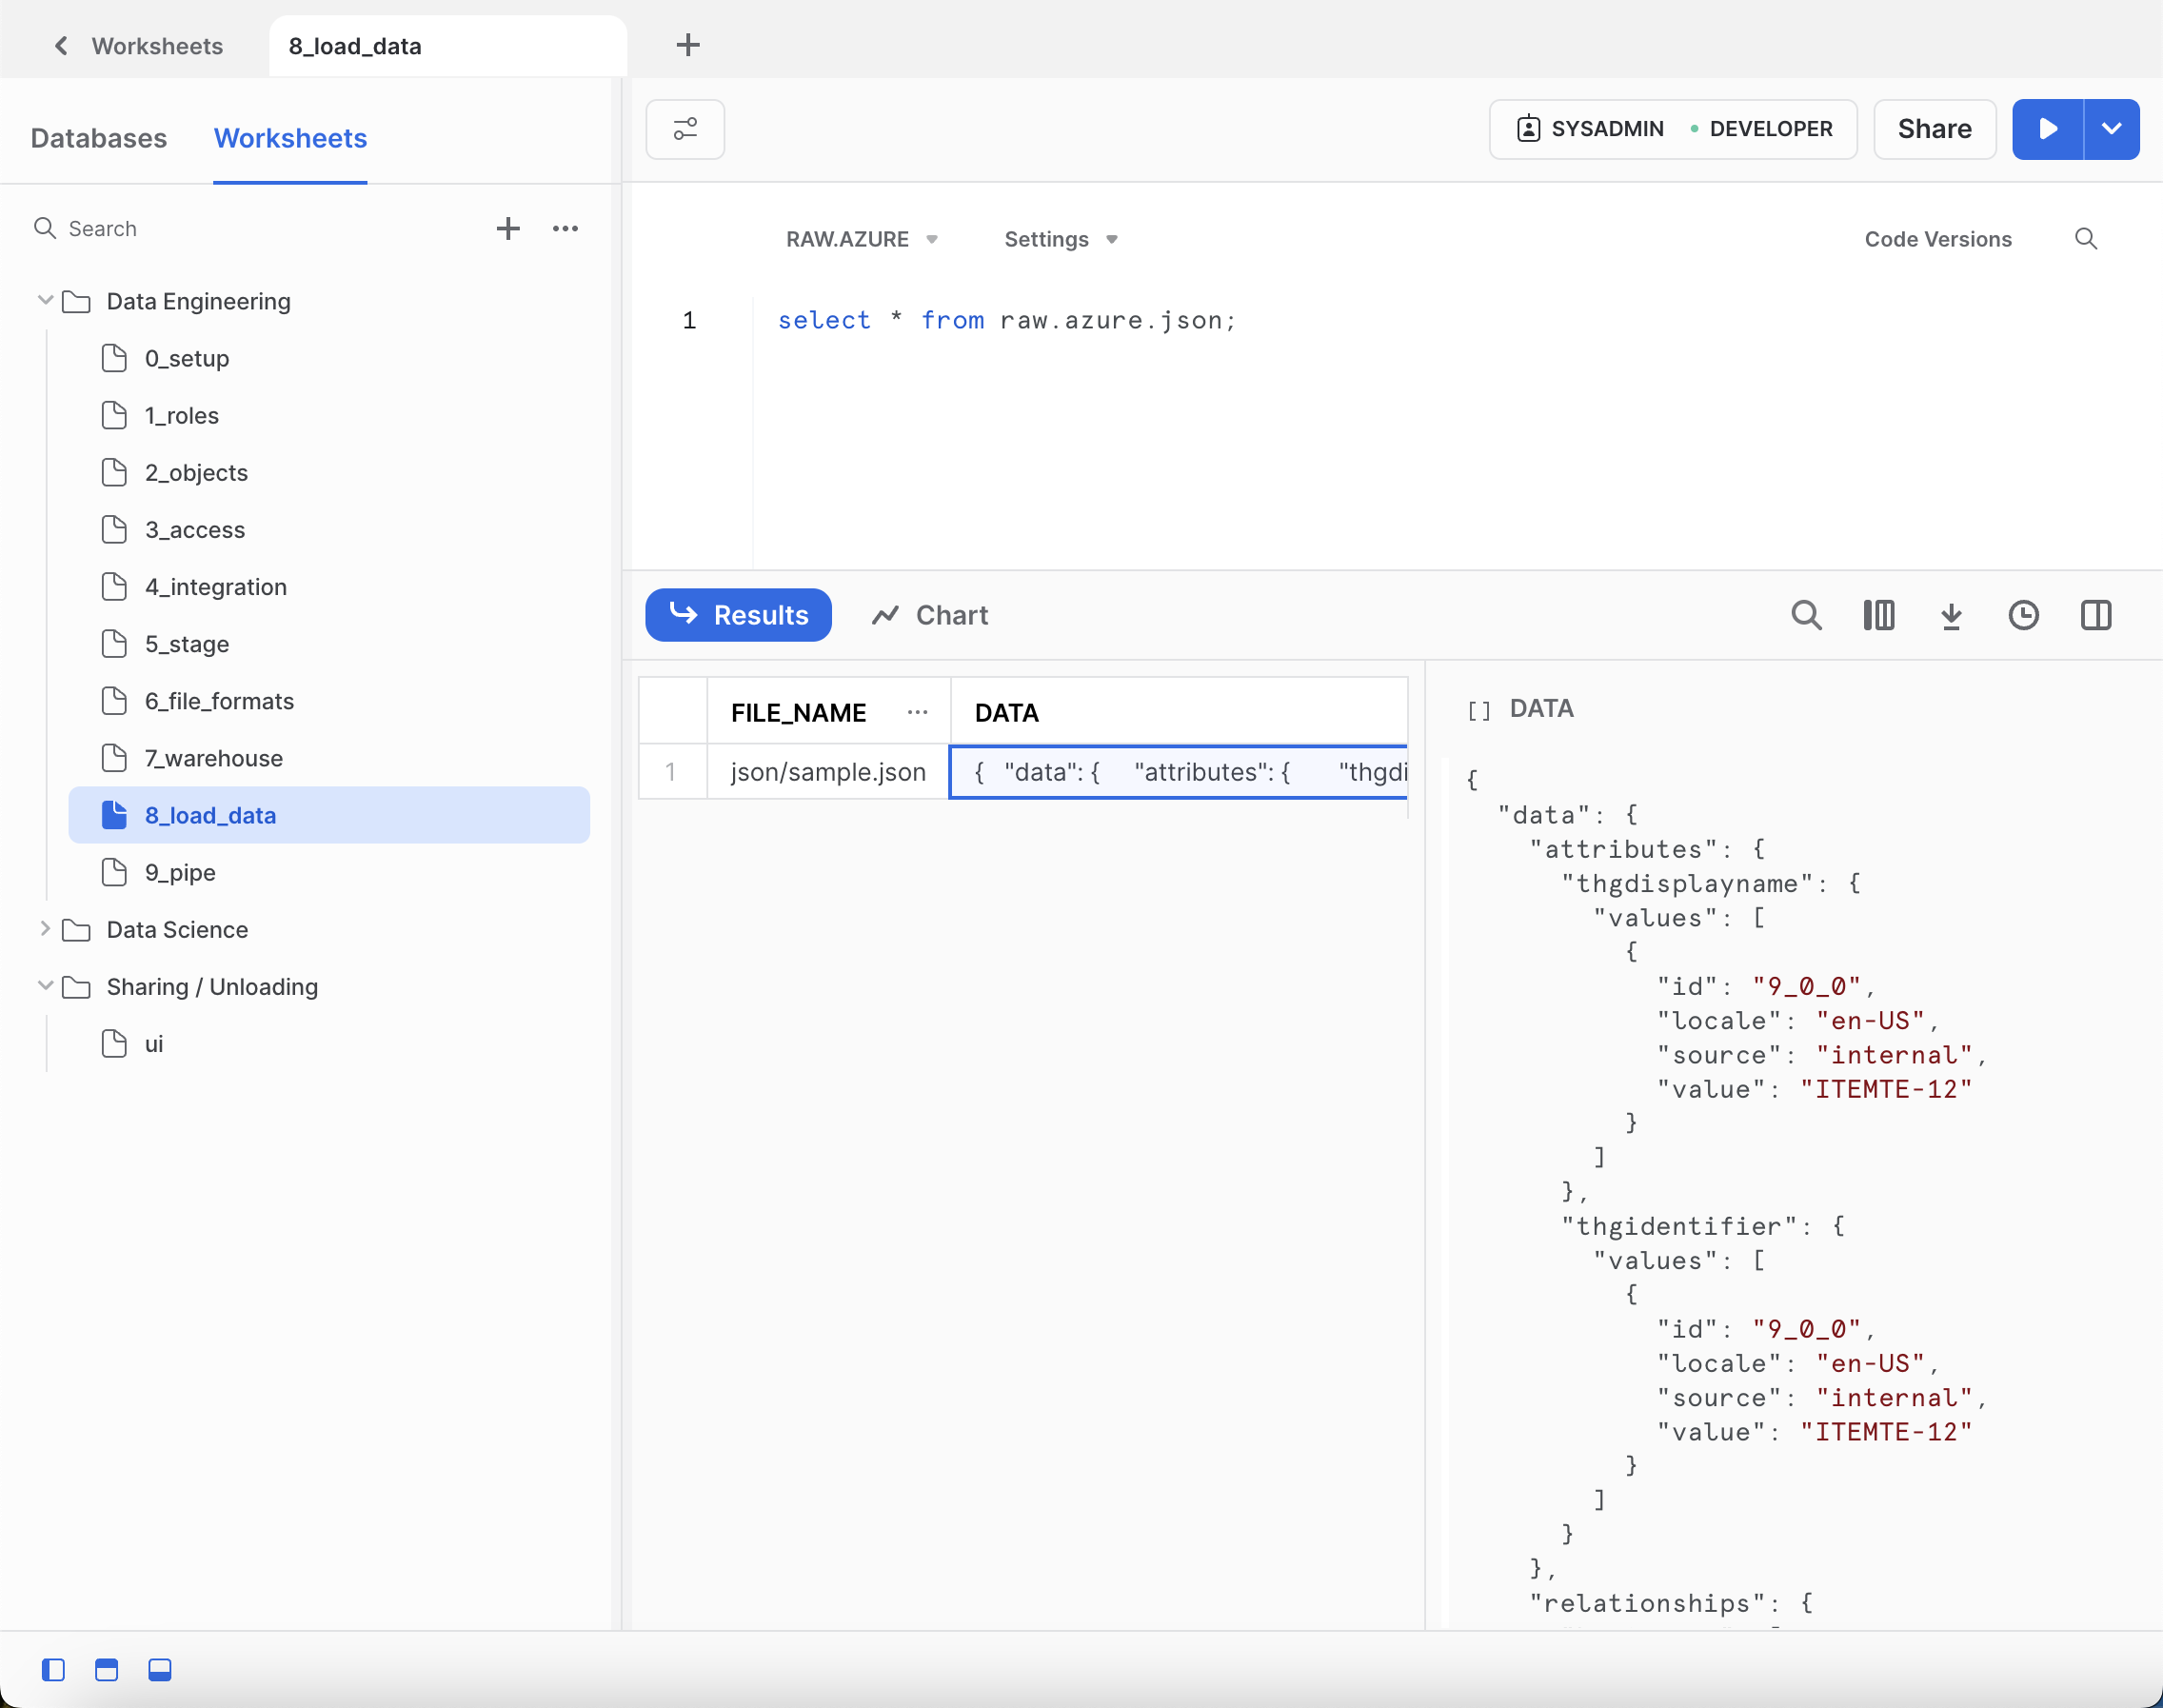 Worksheets
8_load_data
Databases
Worksheets
SYSADMIN
DEVELOPER
Share
Search
Data Engineering
0_setup
1_roles
2_objects
3_access
4_integration
5_stage
6_file_formats
7_warehouse
8_load_data
9_pipe
Data Science
Sharing / Unloading
ui
RAW.AZURE
Settings
Code Versions
1 select * from raw.azure.json;
Results
Chart
FILE_NAME ... DATA
1 json/sample.json { "data": { "attributes": { "thgdi
[ ] DATA
{
"data": {
"attributes": {
"thgdisplayname": {
"values": [
{
"id": "9_0_0",
"locale": "en-US",
"source": "internal",
"value": "ITEMTE-12"
}
]
},
"thgidentifier": {
"values": [
{
"id": "9_0_0",
"locale": "en-US",
"source": "internal",
"value": "ITEMTE-12"
}
]
}
},
"relationships": {